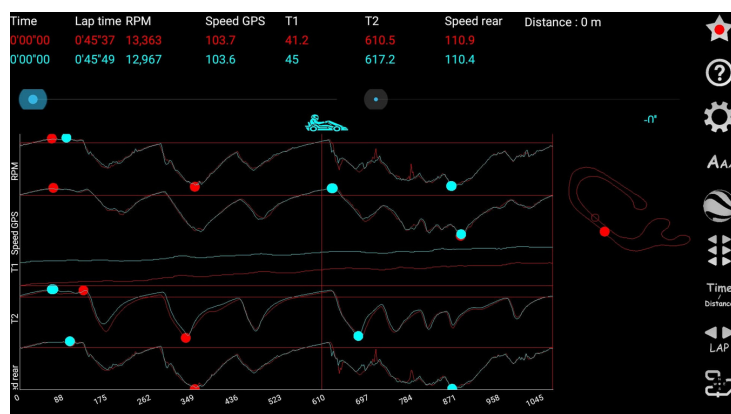 Time Lap time RPM Speed GPS T1 T2 Speed rear Distance : 0 m
0'00"00 0'45"37 13,363 103.7 41.2 610.5 110.9
0'00"00 0'45"49 12,967 103.6 45 617.2 110.4
?
-0"
RPM
AAA
Speed GPS
T1
T2
Time
/
Distance
LAP
ed rear
0 88 175 262 349 436 523 610 697 784 871 958 1045